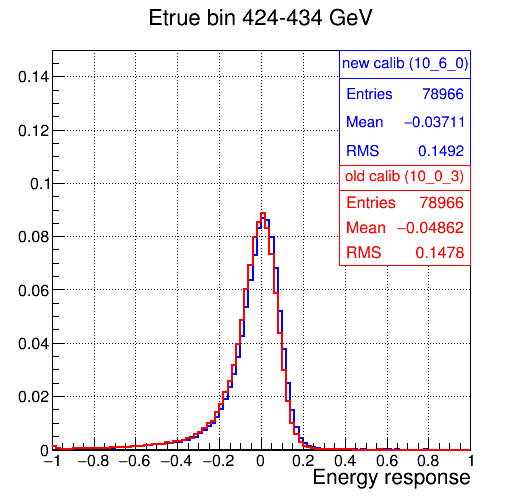 Etrue bin 424-434 GeV
new calib (10_6_0)
Entries 78966
Mean −0.03711
RMS 0.1492
old calib (10_0_3)
Entries 78966
Mean −0.04862
RMS 0.1478
0.14
0.12
0.1
0.08
0.06
0.04
0.02
0
−1 −0.8 −0.6 −0.4 −0.2 0 0.2 0.4 0.6 0.8 1
Energy response